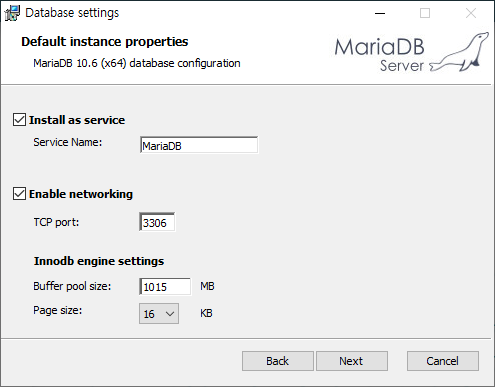 Database settings
Default instance properties
MariaDB 10.6 (x64) database configuration
MariaDB
Server
Install as service
Service Name: MariaDB
Enable networking
TCP port: 3306
Innodb engine settings
Buffer pool size: 1015 MB
Page size: 16 KB
Back Next Cancel